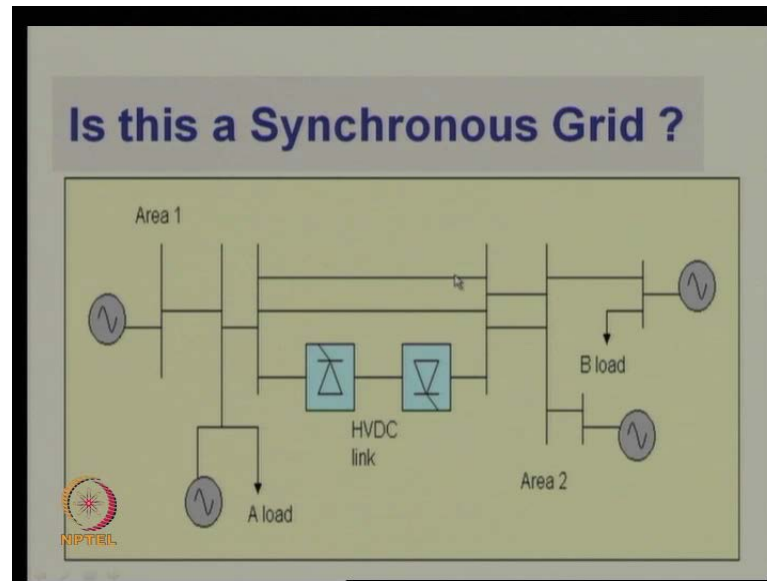 Is this a Synchronous Grid ?
Area 1
B load
HVDC
link
Area 2
A load
NPTEL